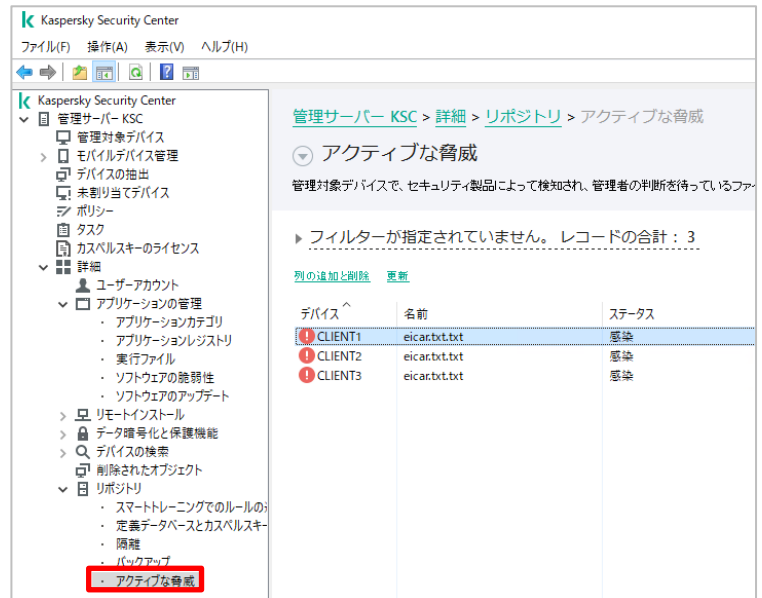 Kaspersky Security Center
ファイル(F) 操作(A) 表示(V) ヘルプ(H)
Kaspersky Security Center
管理サーバー KSC
管理対象デバイス
モバイルデバイス管理
デバイスの抽出
未割り当てデバイス
ポリシー
タスク
カスペルスキーのライセンス
詳細
ユーザーアカウント
アプリケーションの管理
・ アプリケーションカテゴリ
・ アプリケーションレジストリ
・ 実行ファイル
・ ソフトウェアの脆弱性
・ ソフトウェアのアップデート
リモートインストール
データ暗号化と保護機能
デバイスの検索
削除されたオブジェクト
リポジトリ
・ スマートトレーニングでのルールの
・ 定義データベースとカスペルスキー
・ 隔離
・ バックアップ
・ アクティブな脅威
管理サーバー KSC > 詳細 > リポジトリ > アクティブな脅威
アクティブな脅威
管理対象デバイスで、セキュリティ製品によって検知され、管理者の判断を待っているファ
フィルターが指定されていません。 レコードの合計： 3
列の追加と削除 更新
デバイス 名前 ステータス
CLIENT1 eicar.txt.txt 感染
CLIENT2 eicar.txt.txt 感染
CLIENT3 eicar.txt.txt 感染